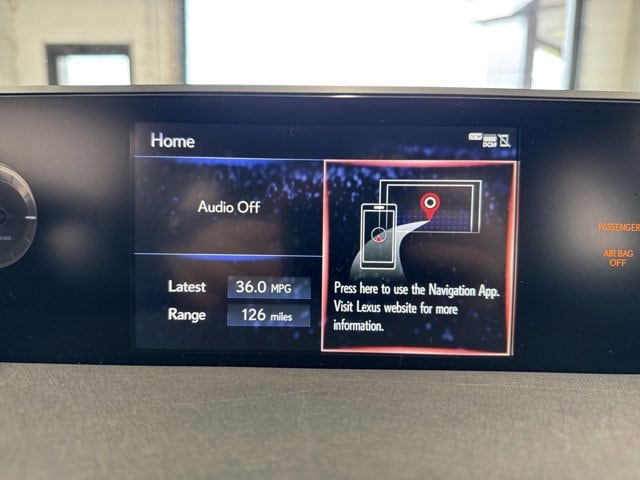 Home
DCM
Audio Off
Latest 36.0 MPG
Range 126 miles
Press here to use the Navigation App.
Visit Lexus website for more
information.
PASSENGER
AIR BAG
OFF